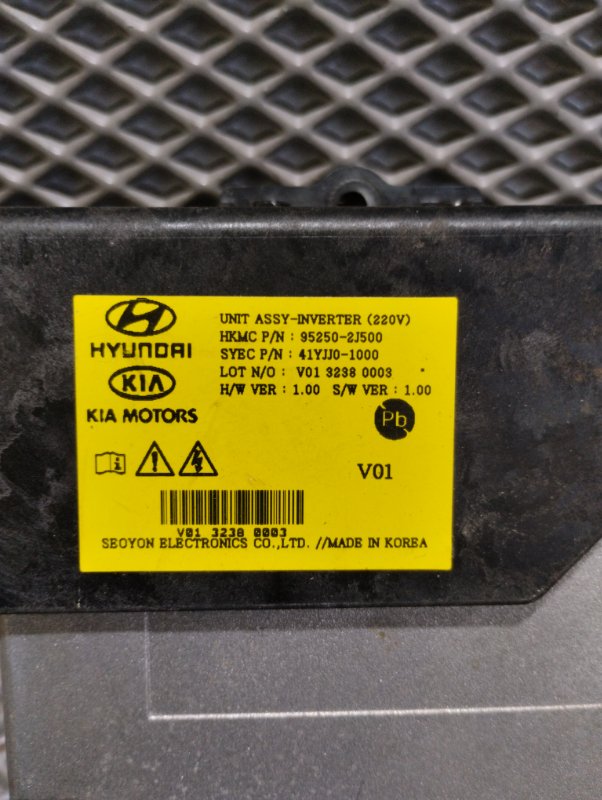 HYUNDAI
KIA
KIA MOTORS
UNIT ASSY-INVERTER (220V)
HKMC P/N : 95250-2J500
SYEC P/N : 41YJJ0-1000
LOT N/O : V01 3238 0003
H/W VER : 1.00 S/W VER : 1.00
Pb
V01
V01 3238 0003
SEOYON ELECTRONICS CO.,LTD. //MADE IN KOREA